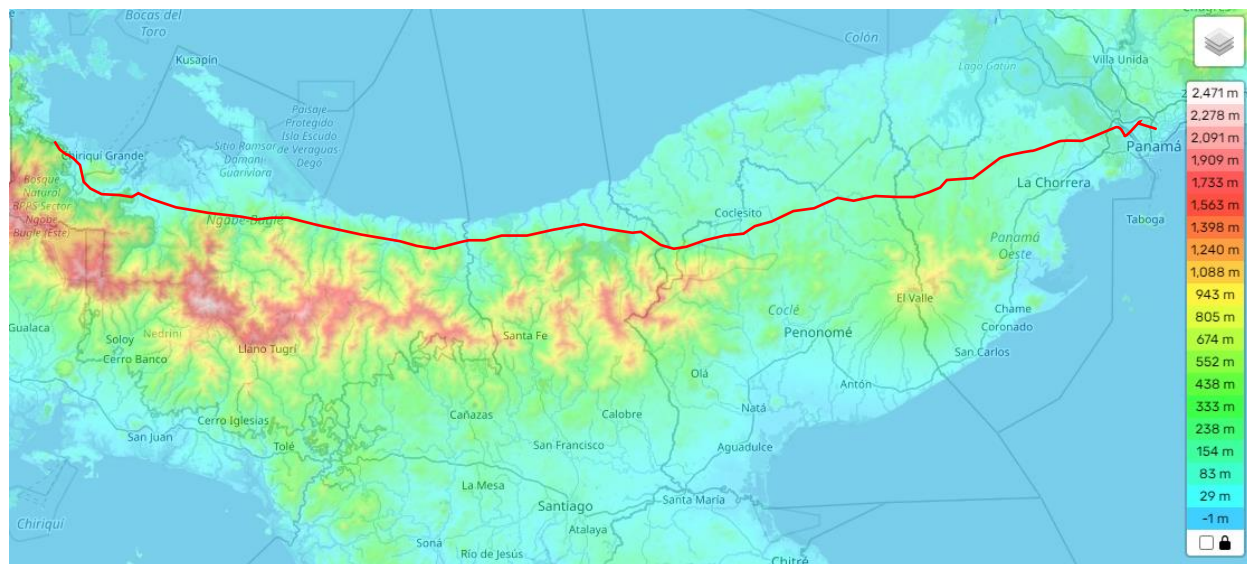 Bocas del
Toro
Kusapín
Colón
Lago Gatún
Villa Unida
Paisaje
Protegido
Isla Escudo
de Veraguas
Degó
Sitio Ramsar
Damani-
Guariviara
Chiriquí Grande
Bosque
Natural
Ngabe
Bugle (Este)
Ngäbe-Buglé
Coclesito
Panamá
La Chorrera
Taboga
Panamá
Oeste
El Valle
Chame
Coronado
San Carlos
Coclé
Penonomé
Antón
Gualaca
Soloy
Nedrini
Cerro Banco
Llano Tugrí
Santa Fe
Olá
Natá
Aguadulce
Cañazas
Calobre
Cerro Iglesias
San Juan
Tolé
San Francisco
La Mesa
Santiago
Santa María
Atalaya
Chiriquí
Soná
Río de Jesús
Chitré
2,471 m
2,278 m
2,091 m
1,909 m
1,733 m
1,563 m
1,398 m
1,240 m
1,088 m
943 m
805 m
674 m
552 m
438 m
333 m
238 m
154 m
83 m
29 m
-1 m